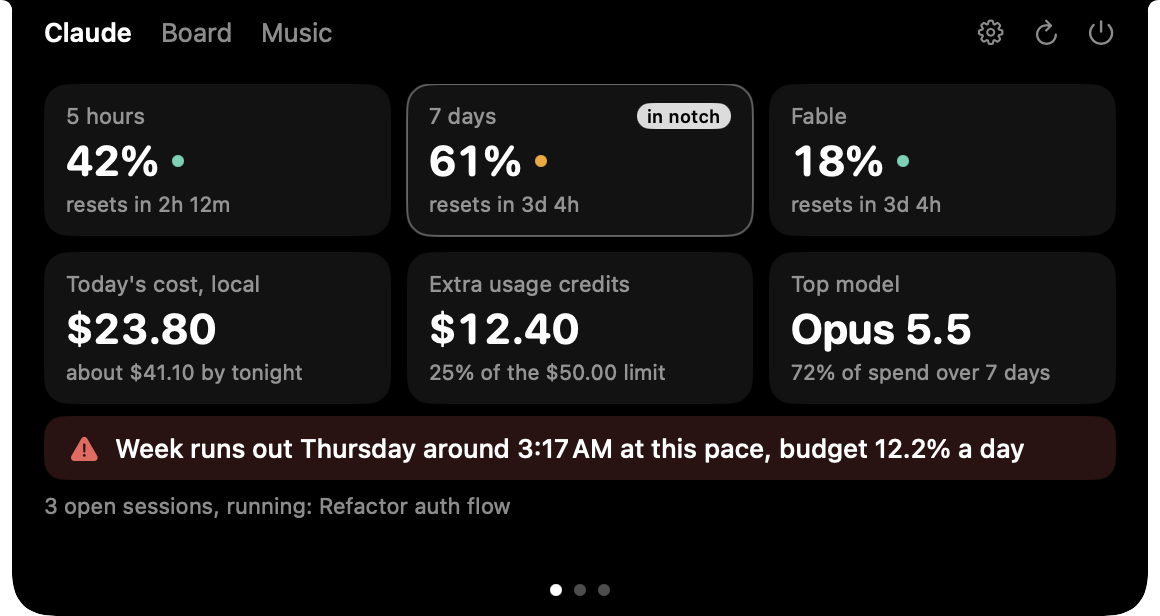 Claude Board Music
5 hours
42%
resets in 2h 12m
7 days in notch
61%
resets in 3d 4h
Fable
18%
resets in 3d 4h
Today's cost, local
$23.80
about $41.10 by tonight
Extra usage credits
$12.40
25% of the $50.00 limit
Top model
Opus 5.5
72% of spend over 7 days
Week runs out Thursday around 3:17 AM at this pace, budget 12.2% a day
3 open sessions, running: Refactor auth flow